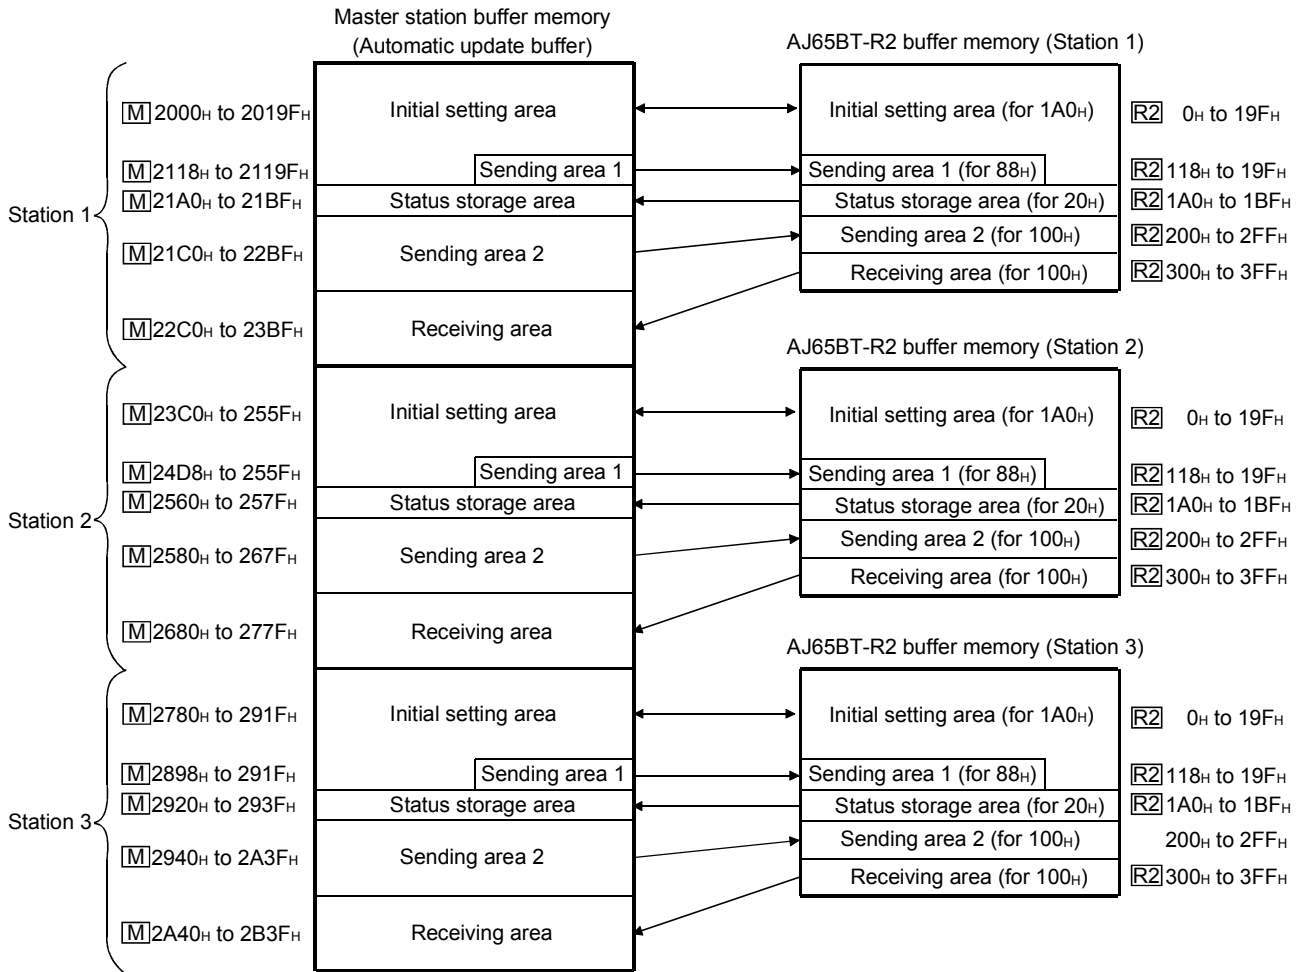 Master station buffer memory
(Automatic update buffer)
AJ65BT-R2 buffer memory (Station 1)
Station 1
M 2000H to 2019FH
Initial setting area
Initial setting area (for 1A0H)
R2 0H to 19FH
M 2118H to 2119FH
Sending area 1
Sending area 1 (for 88H)
R2 118H to 19FH
M 21A0H to 21BFH
Status storage area
Status storage area (for 20H)
R2 1A0H to 1BFH
M 21C0H to 22BFH
Sending area 2
Sending area 2 (for 100H)
R2 200H to 2FFH
Receiving area (for 100H)
R2 300H to 3FFH
M 22C0H to 23BFH
Receiving area
AJ65BT-R2 buffer memory (Station 2)
Station 2
M 23C0H to 255FH
Initial setting area
Initial setting area (for 1A0H)
R2 0H to 19FH
M 24D8H to 255FH
Sending area 1
Sending area 1 (for 88H)
R2 118H to 19FH
M 2560H to 257FH
Status storage area
Status storage area (for 20H)
R2 1A0H to 1BFH
M 2580H to 267FH
Sending area 2
Sending area 2 (for 100H)
R2 200H to 2FFH
Receiving area (for 100H)
R2 300H to 3FFH
M 2680H to 277FH
Receiving area
AJ65BT-R2 buffer memory (Station 3)
Station 3
M 2780H to 291FH
Initial setting area
Initial setting area (for 1A0H)
R2 0H to 19FH
M 2898H to 291FH
Sending area 1
Sending area 1 (for 88H)
R2 118H to 19FH
M 2920H to 293FH
Status storage area
Status storage area (for 20H)
R2 1A0H to 1BFH
M 2940H to 2A3FH
Sending area 2
Sending area 2 (for 100H)
200H to 2FFH
Receiving area (for 100H)
R2 300H to 3FFH
M 2A40H to 2B3FH
Receiving area